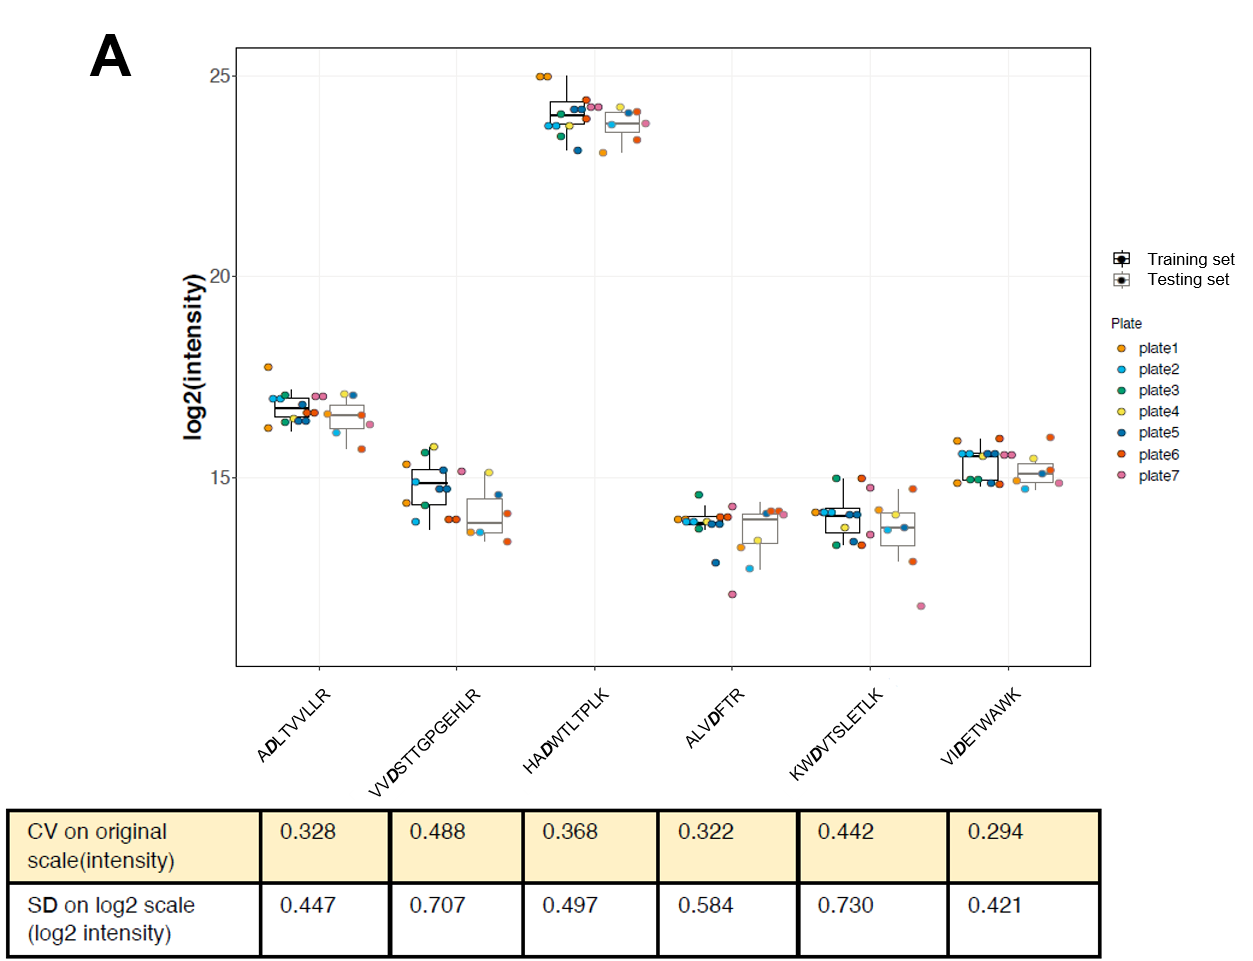 A
25
20
15
log2(intensity)
Training set
Testing set
Plate
plate1
plate2
plate3
plate4
plate5
plate6
plate7
ADLTVVLLR
VVDSTTGPGEHLR
HADWTLTPLK
ALVDFTR
KWDVTSLETLK
VIDETWAWK
CV on original
scale(intensity)
0.328
0.488
0.368
0.322
0.442
0.294
SD on log2 scale
(log2 intensity)
0.447
0.707
0.497
0.584
0.730
0.421